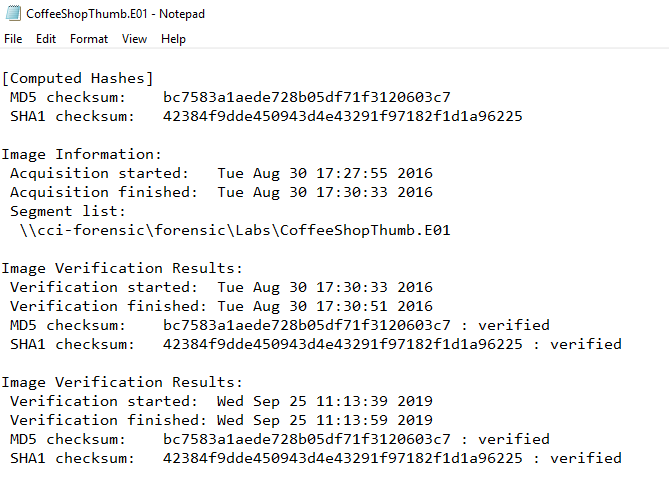 CoffeeShopThumb.E01 - Notepad
File Edit Format View Help
[Computed Hashes]
MD5 checksum: bc7583a1aede728b05df71f3120603c7
SHA1 checksum: 42384f9dde450943d4e43291f97182f1d1a96225
Image Information:
Acquisition started: Tue Aug 30 17:27:55 2016
Acquisition finished: Tue Aug 30 17:30:33 2016
Segment list:
\\cci-forensic\forensic\Labs\CoffeeShopThumb.E01
Image Verification Results:
Verification started: Tue Aug 30 17:30:33 2016
Verification finished: Tue Aug 30 17:30:51 2016
MD5 checksum: bc7583a1aede728b05df71f3120603c7 : verified
SHA1 checksum: 42384f9dde450943d4e43291f97182f1d1a96225 : verified
Image Verification Results:
Verification started: Wed Sep 25 11:13:39 2019
Verification finished: Wed Sep 25 11:13:59 2019
MD5 checksum: bc7583a1aede728b05df71f3120603c7 : verified
SHA1 checksum: 42384f9dde450943d4e43291f97182f1d1a96225 : verified